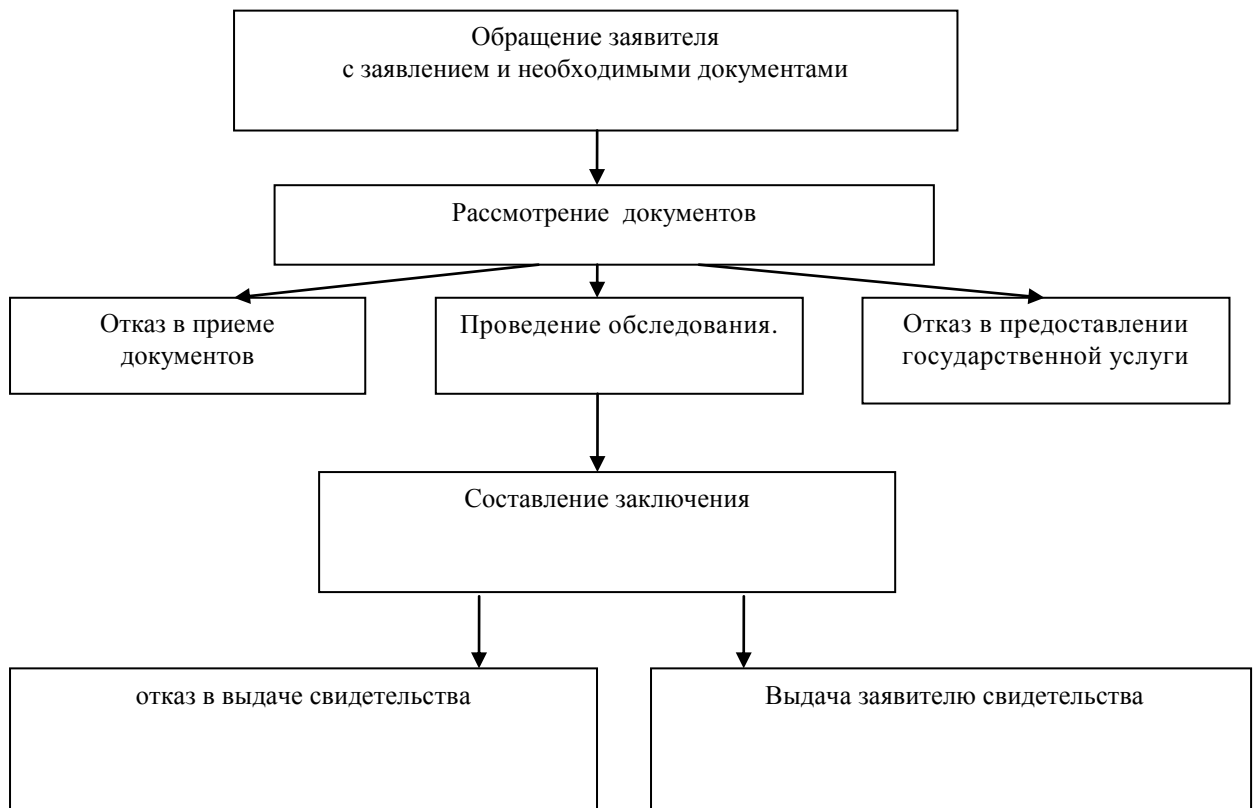 Обращение заявителя
с заявлением и необходимыми документами
Рассмотрение документов
Отказ в приеме
документов
Проведение обследования.
Отказ в предоставлении
государственной услуги
Составление заключения
отказ в выдаче свидетельства
Выдача заявителю свидетельства